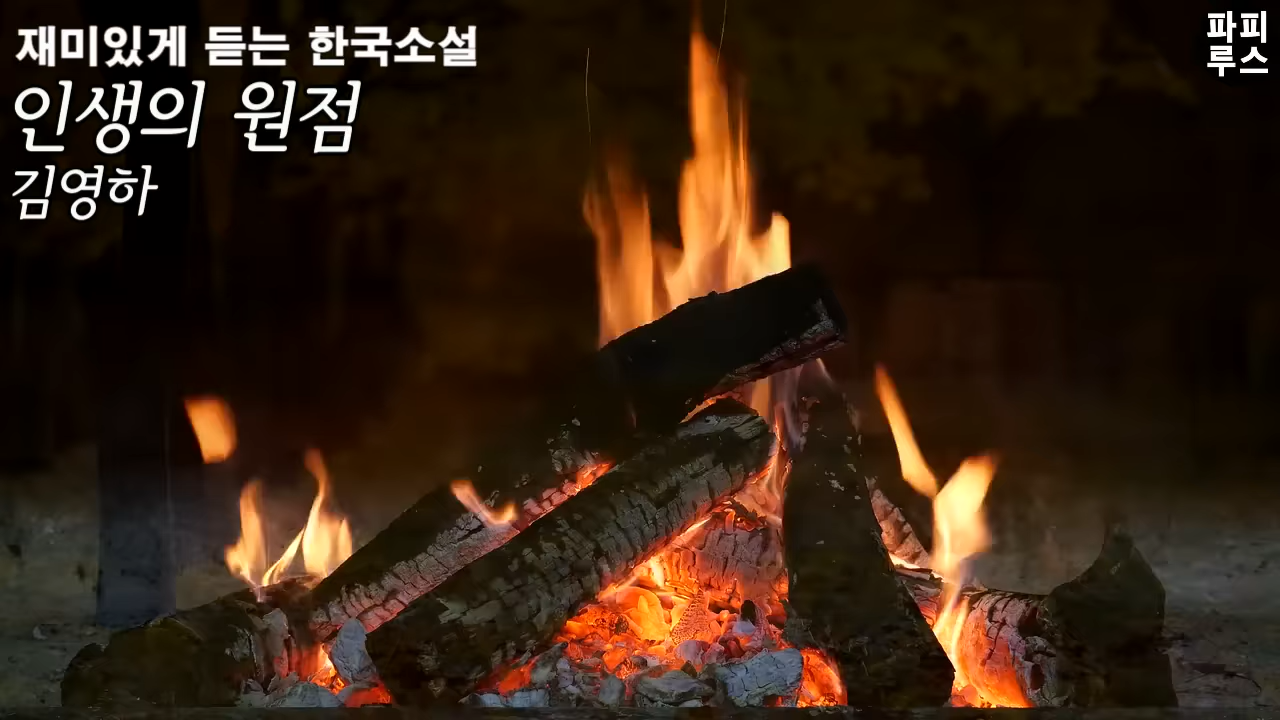 재미있게 듣는 한국소설
인생의 원점
김영하
파피
루스